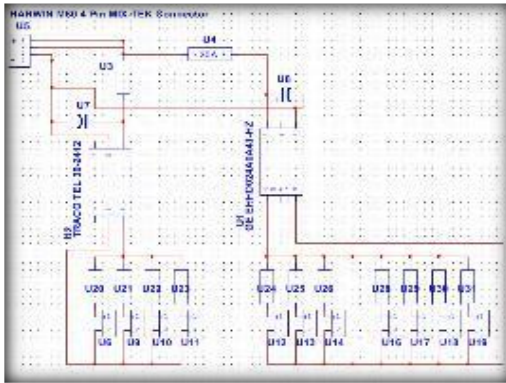 HARWIN M80 4 Pin MIX-TEK Connector
U5
U4
U3
U6
U7
TRACO TEL 30-2412
U2
U1
U20
U21
U22
U23
U24
U25
U26
U28
U29
U30
U31
U8
U9
U10
U11
U12
U13
U14
U16
U17
U18
U19